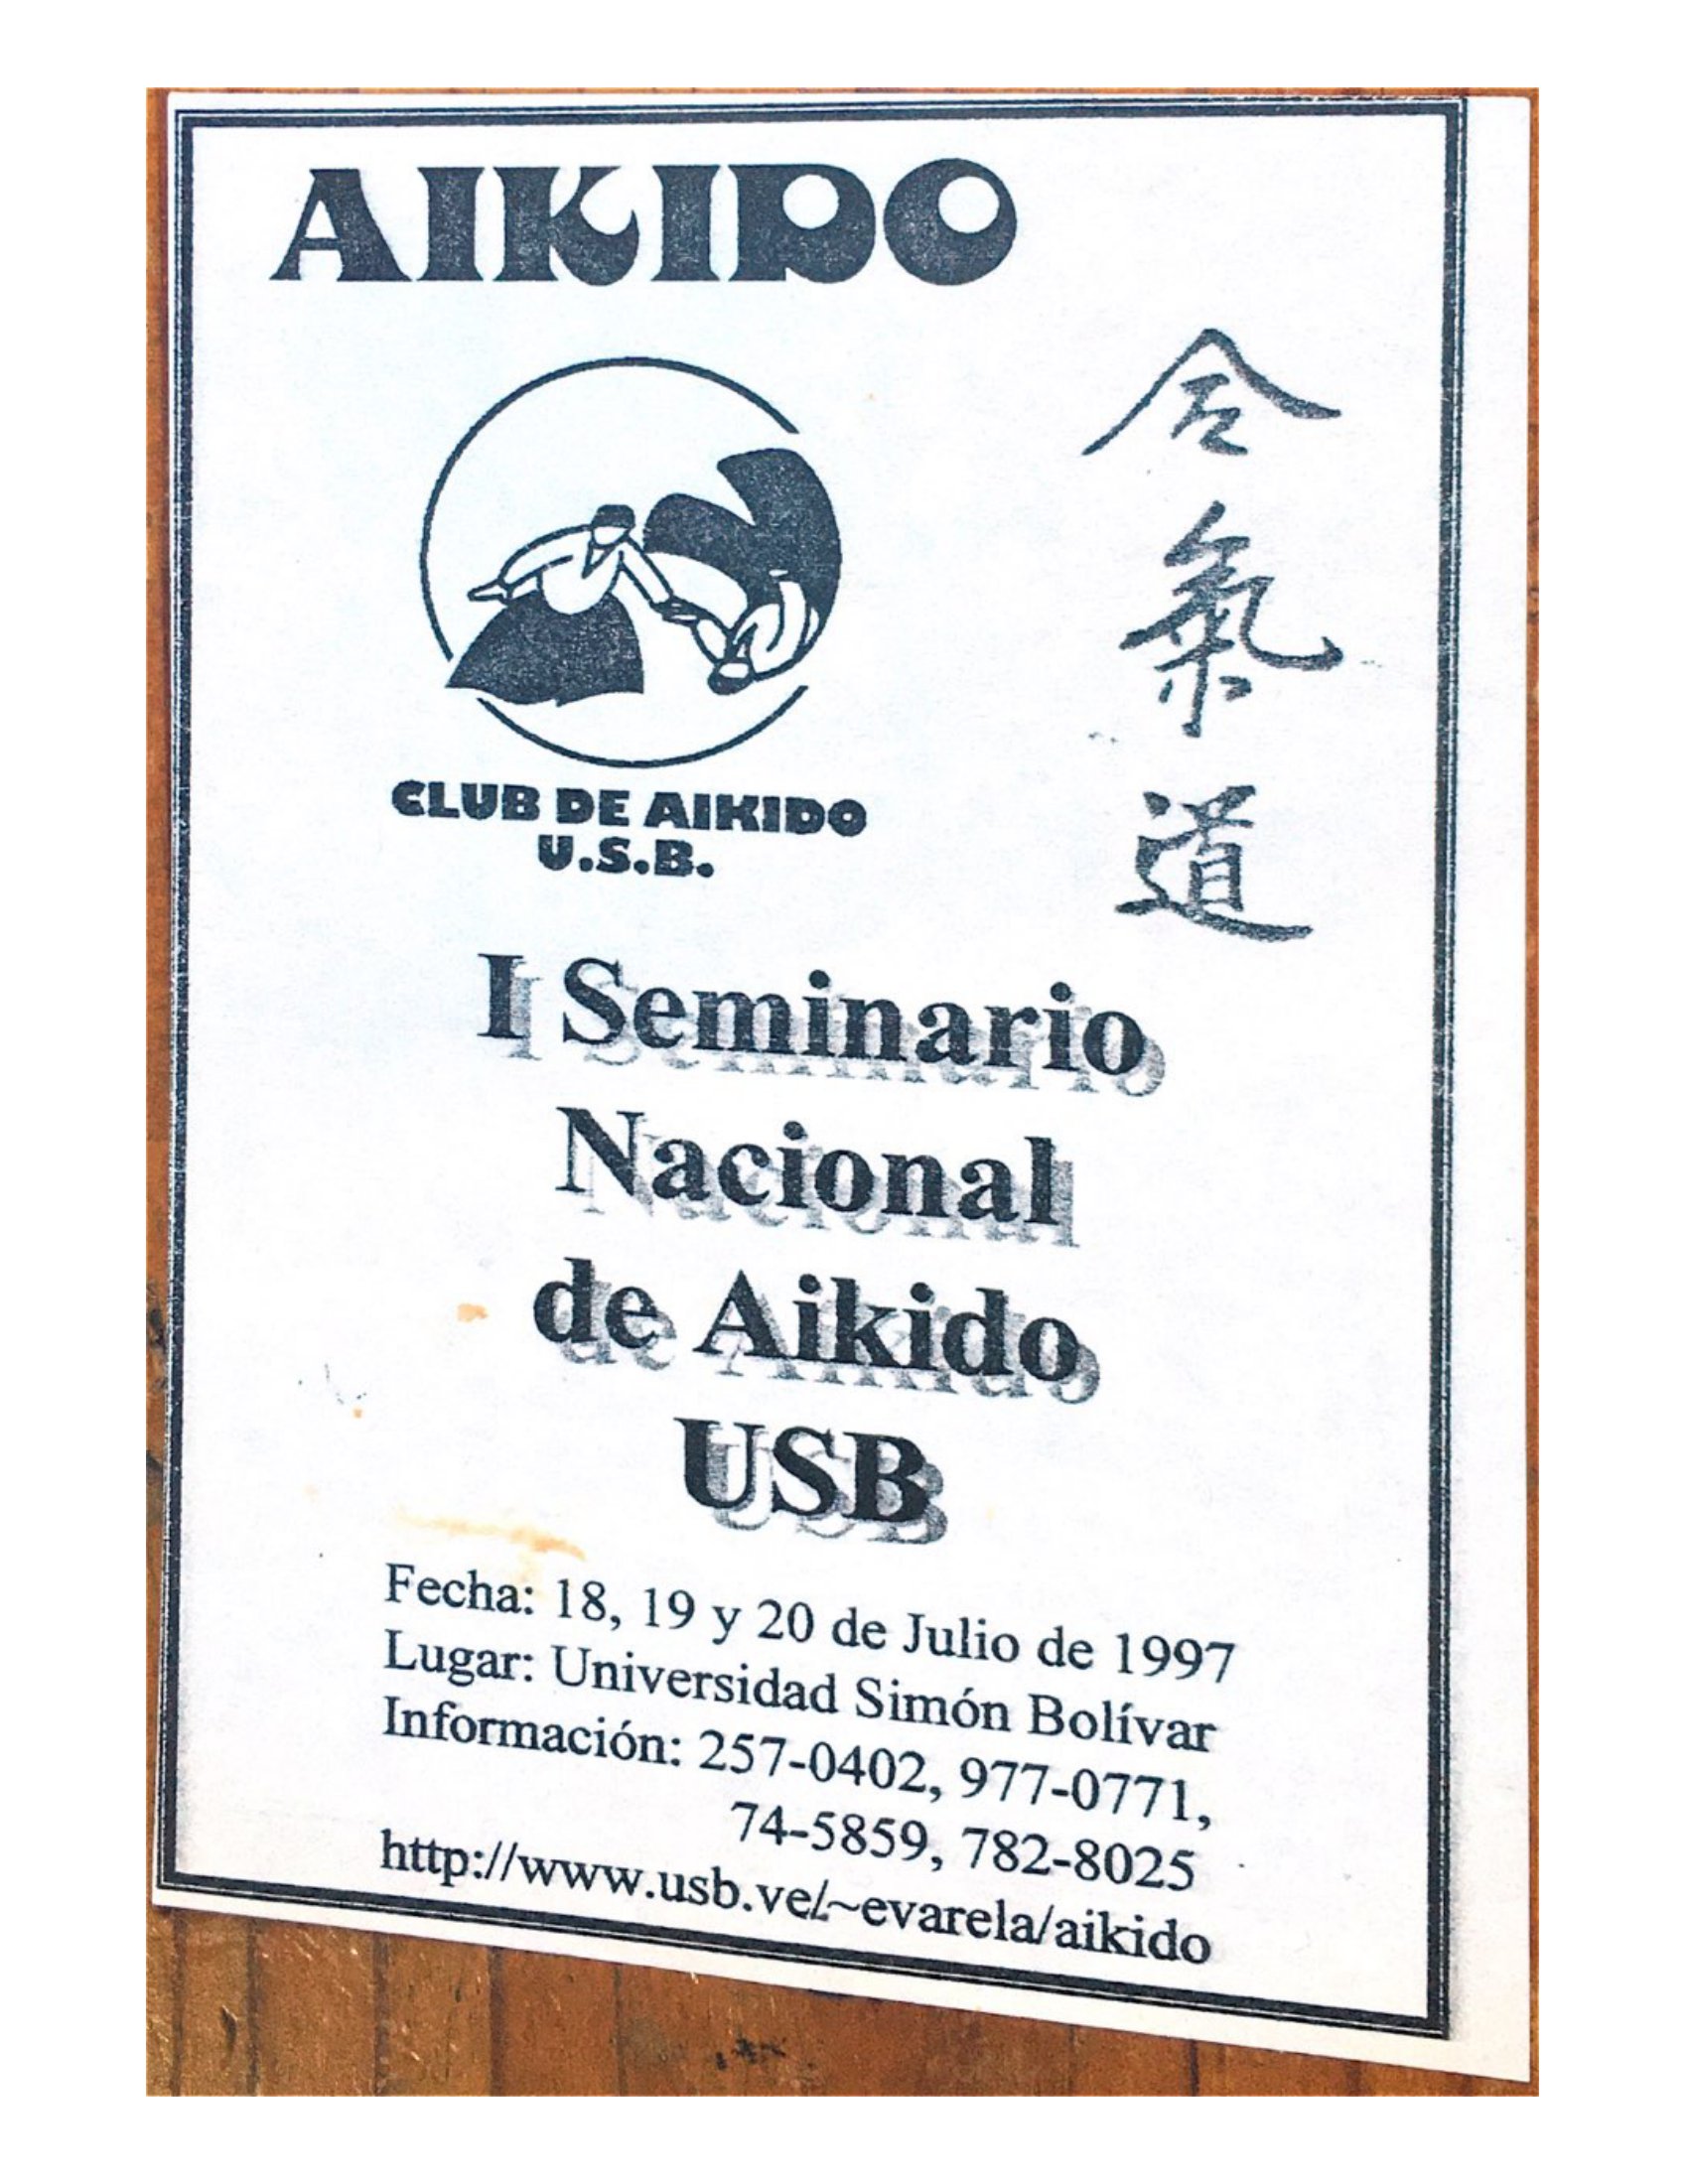 AIKIDO
合
氣
道
CLUB DE AIKIDO
U.S.B.
I Seminario
Nacional
de Aikido
USB
Fecha: 18, 19 y 20 de Julio de 1997
Lugar: Universidad Simón Bolívar
Información: 257-0402, 977-0771,
74-5859, 782-8025
http://www.usb.ve/~evarela/aikido